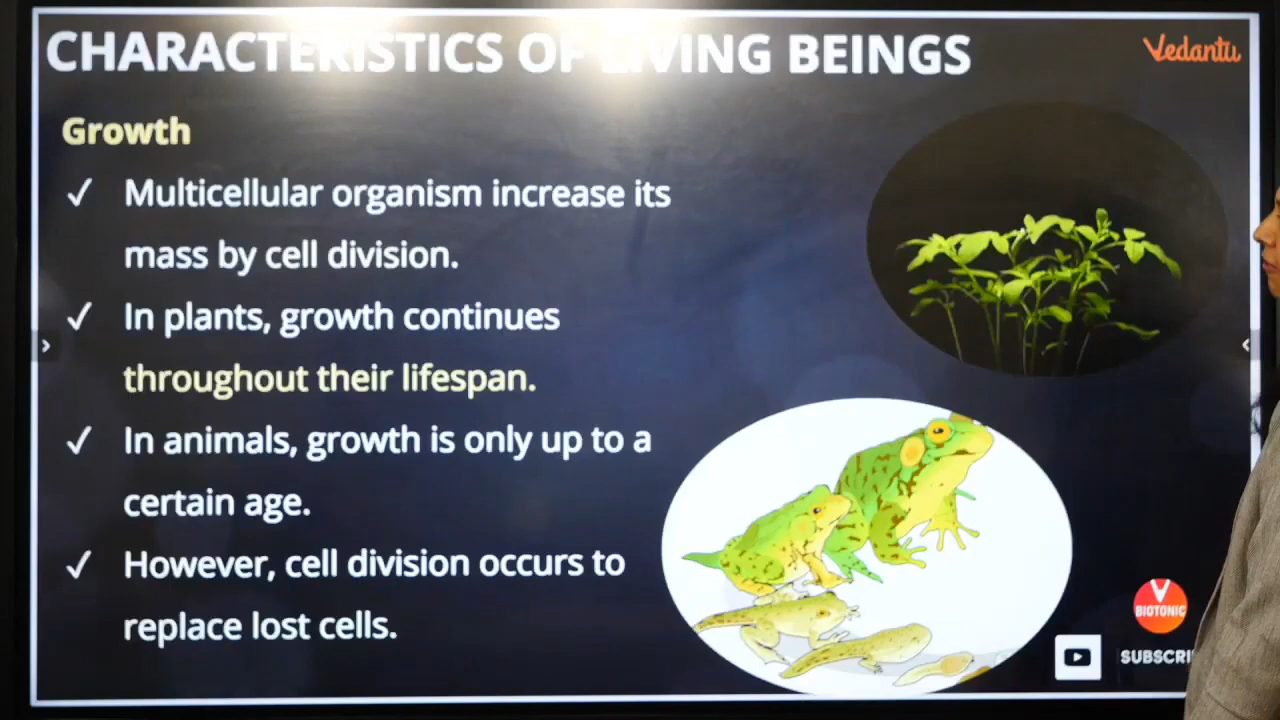 CHARACTERISTICS OF LIVING BEINGS
Vedantu
Growth
✓ Multicellular organism increase its
mass by cell division.
✓ In plants, growth continues
throughout their lifespan.
✓ In animals, growth is only up to a
certain age.
✓ However, cell division occurs to
replace lost cells.
BIOTONIC
SUBSCRI